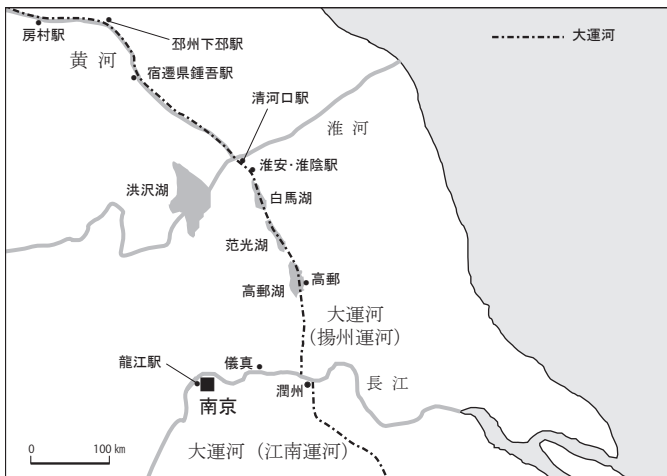 房村駅
邳州下邳駅
大運河
黄河
宿遷県鍾吾駅
清河口駅
淮河
淮安・淮陰駅
洪沢湖
白馬湖
范光湖
高郵
高郵湖
大運河
（揚州運河）
龍江駅
儀真
長江
潤州
南京
大運河（江南運河）
0 100 km